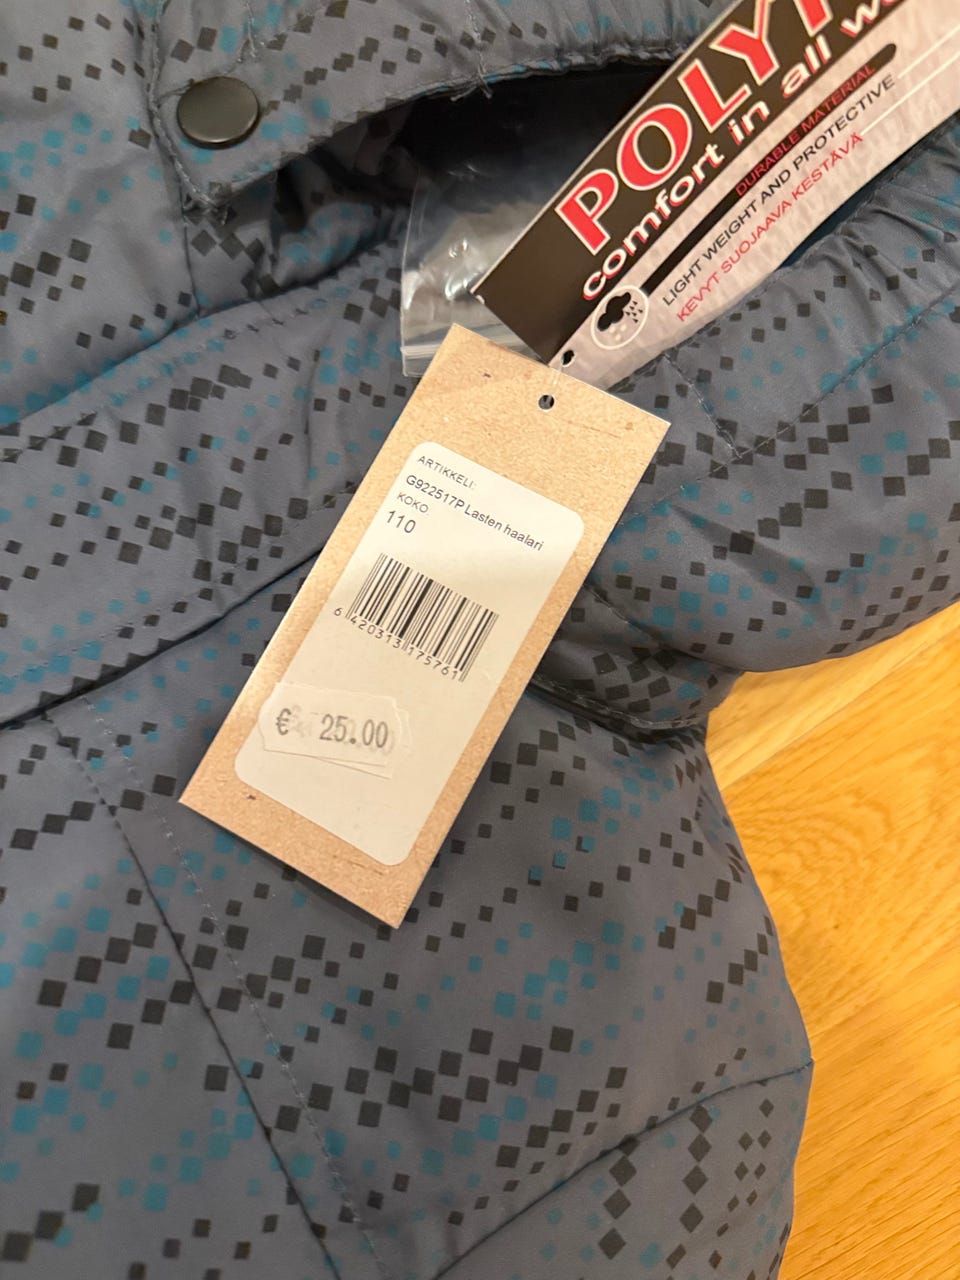 comfort in all
DURABLE MATERIAL
LIGHT WEIGHT AND PROTECTIVE
KEVYT SUOJAAVA KESTÄVÄ
ARTIKKELI:
G922517P Lasten haalari
KOKO:
110
6 420313 175761
€ 25.00